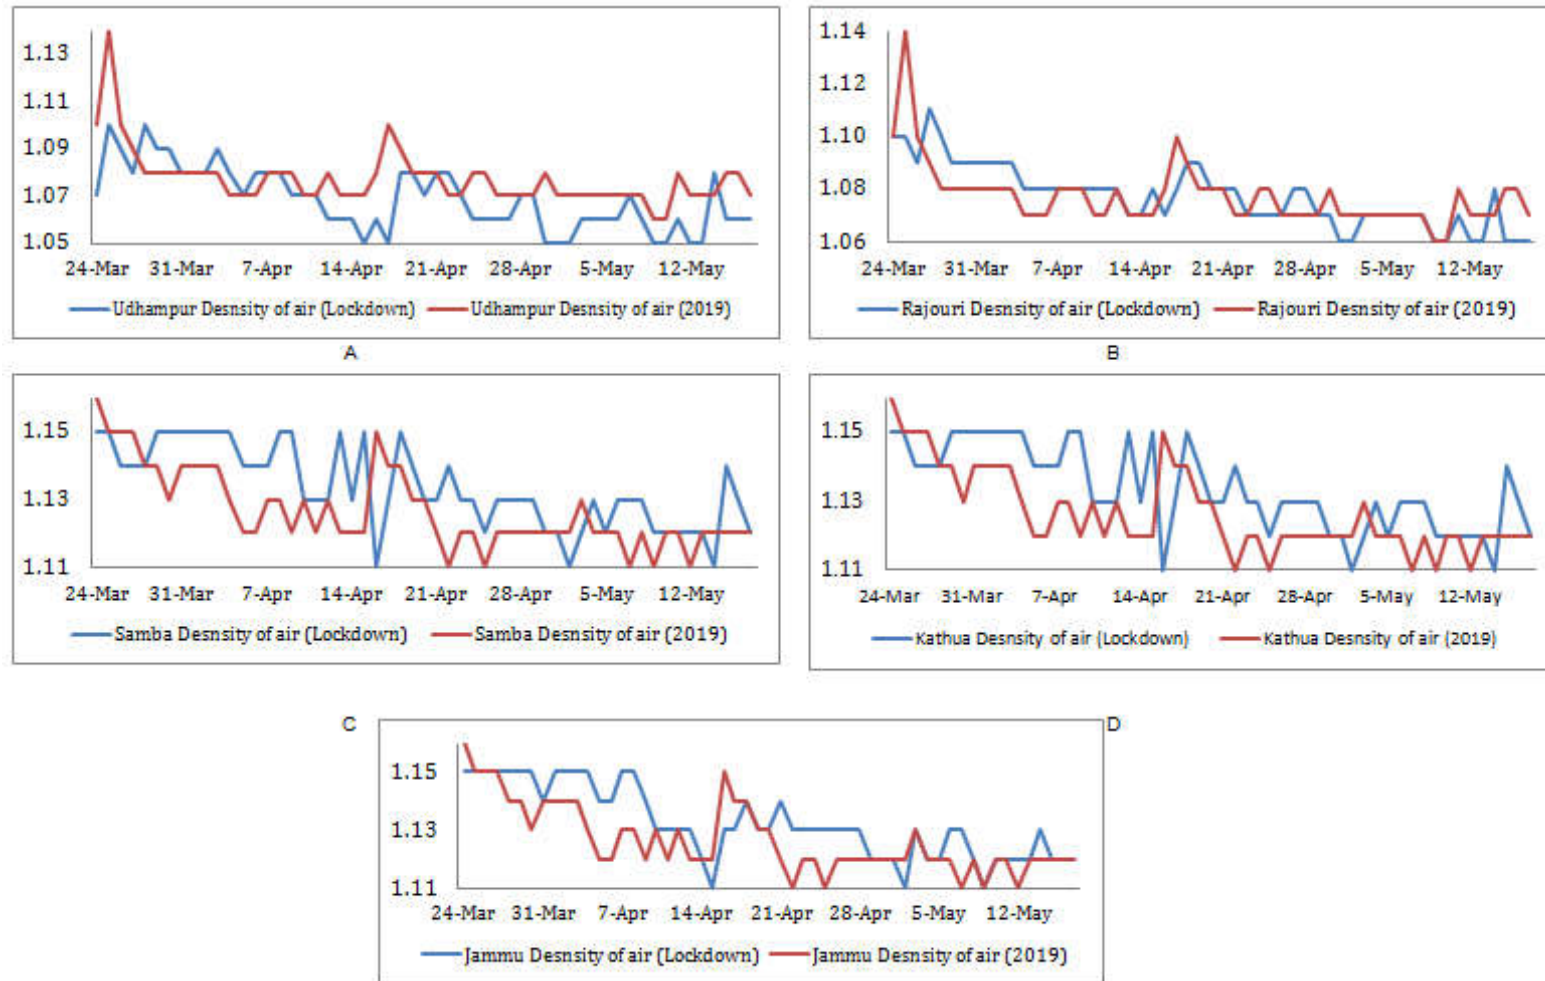 1.13
1.11
1.09
1.07
1.05
24-Mar 31-Mar 7-Apr 14-Apr 21-Apr 28-Apr 5-May 12-May
Udhampur Desnsity of air (Lockdown) Udhampur Desnsity of air (2019)
A
1.14
1.12
1.10
1.08
1.06
24-Mar 31-Mar 7-Apr 14-Apr 21-Apr 28-Apr 5-May 12-May
Rajouri Desnsity of air (Lockdown) Rajouri Desnsity of air (2019)
B
1.15
1.13
1.11
24-Mar 31-Mar 7-Apr 14-Apr 21-Apr 28-Apr 5-May 12-May
Samba Desnsity of air (Lockdown) Samba Desnsity of air (2019)
C
1.15
1.13
1.11
24-Mar 31-Mar 7-Apr 14-Apr 21-Apr 28-Apr 5-May 12-May
Kathua Desnsity of air (Lockdown) Kathua Desnsity of air (2019)
D
1.15
1.13
1.11
24-Mar 31-Mar 7-Apr 14-Apr 21-Apr 28-Apr 5-May 12-May
Jammu Desnsity of air (Lockdown) Jammu Desnsity of air (2019)